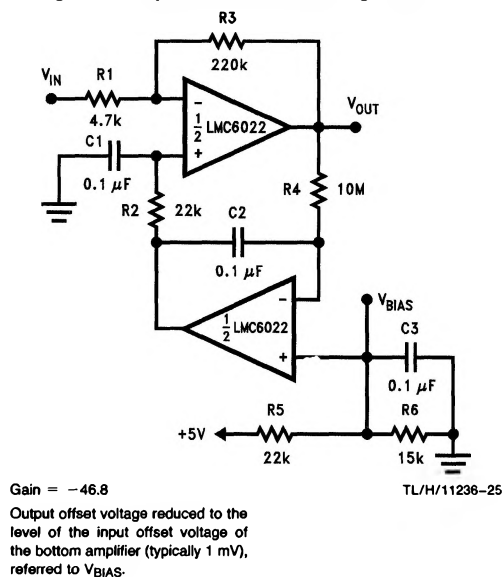 R3
220k
V_IN
R1
4.7k
−
½ LMC6022
+
V_OUT
C1
0.1 μF
R2
22k
R4
10M
C2
0.1 μF
−
½ LMC6022
+
V_BIAS
C3
0.1 μF
+5V
R5
22k
R6
15k
Gain = −46.8
TL/H/11236–25
Output offset voltage reduced to the
level of the input offset voltage of
the bottom amplifier (typically 1 mV),
referred to V_BIAS.